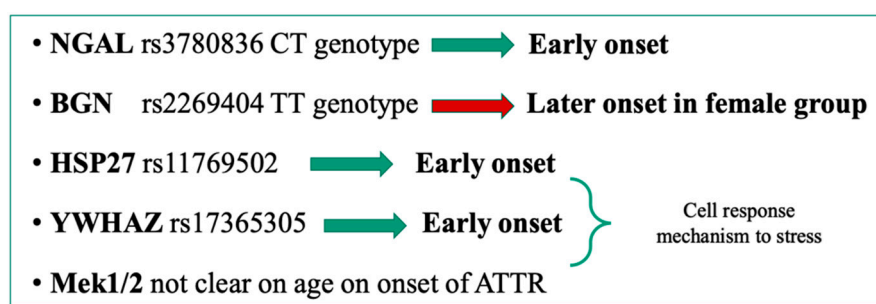 • NGAL rs3780836 CT genotype Early onset
• BGN rs2269404 TT genotype Later onset in female group
• HSP27 rs11769502 Early onset
• YWHAZ rs17365305 Early onset
Cell response
mechanism to stress
• Mek1/2 not clear on age on onset of ATTR